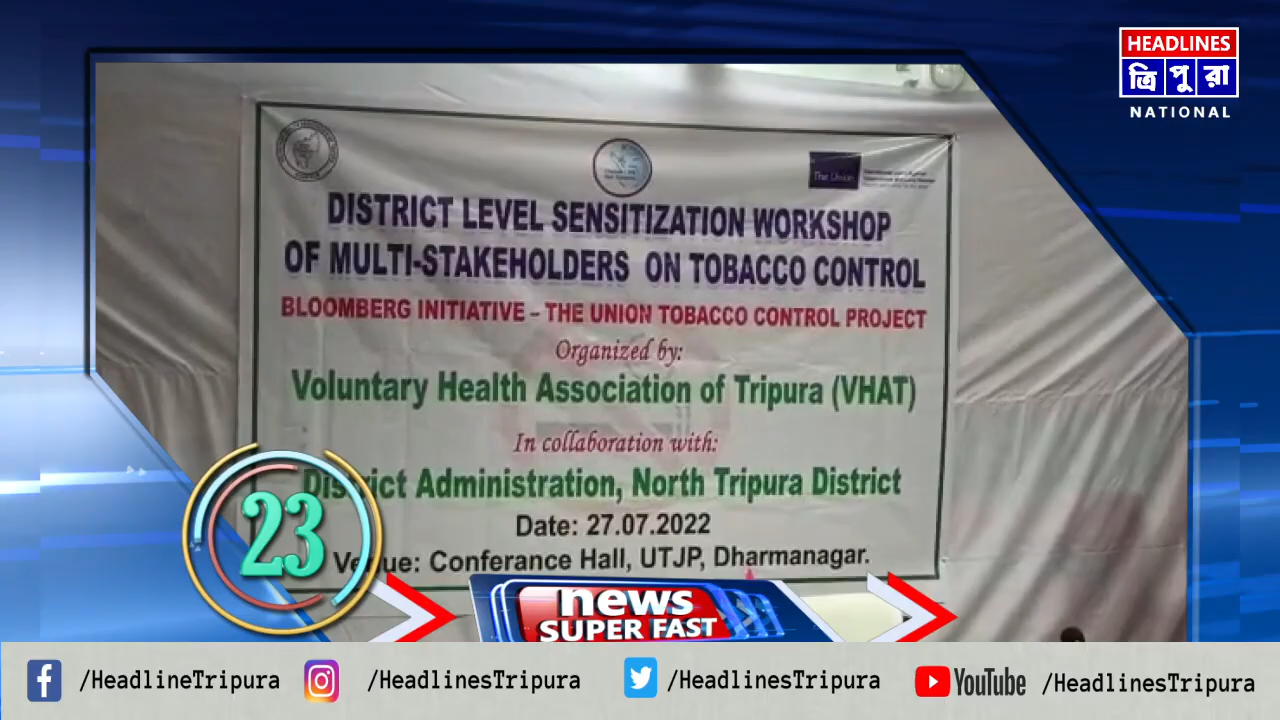 HEADLINES
ত্রিপুরা
NATIONAL
The Union
DISTRICT LEVEL SENSITIZATION WORKSHOP
OF MULTI-STAKEHOLDERS ON TOBACCO CONTROL
BLOOMBERG INITIATIVE – THE UNION TOBACCO CONTROL PROJECT
Organized by:
Voluntary Health Association of Tripura (VHAT)
In collaboration with:
District Administration, North Tripura District
Date: 27.07.2022
Venue: Conferance Hall, UTJP, Dharmanagar.
23
news
SUPER FAST
/HeadlineTripura
/HeadlinesTripura
/HeadlinesTripura
YouTube /HeadlinesTripura